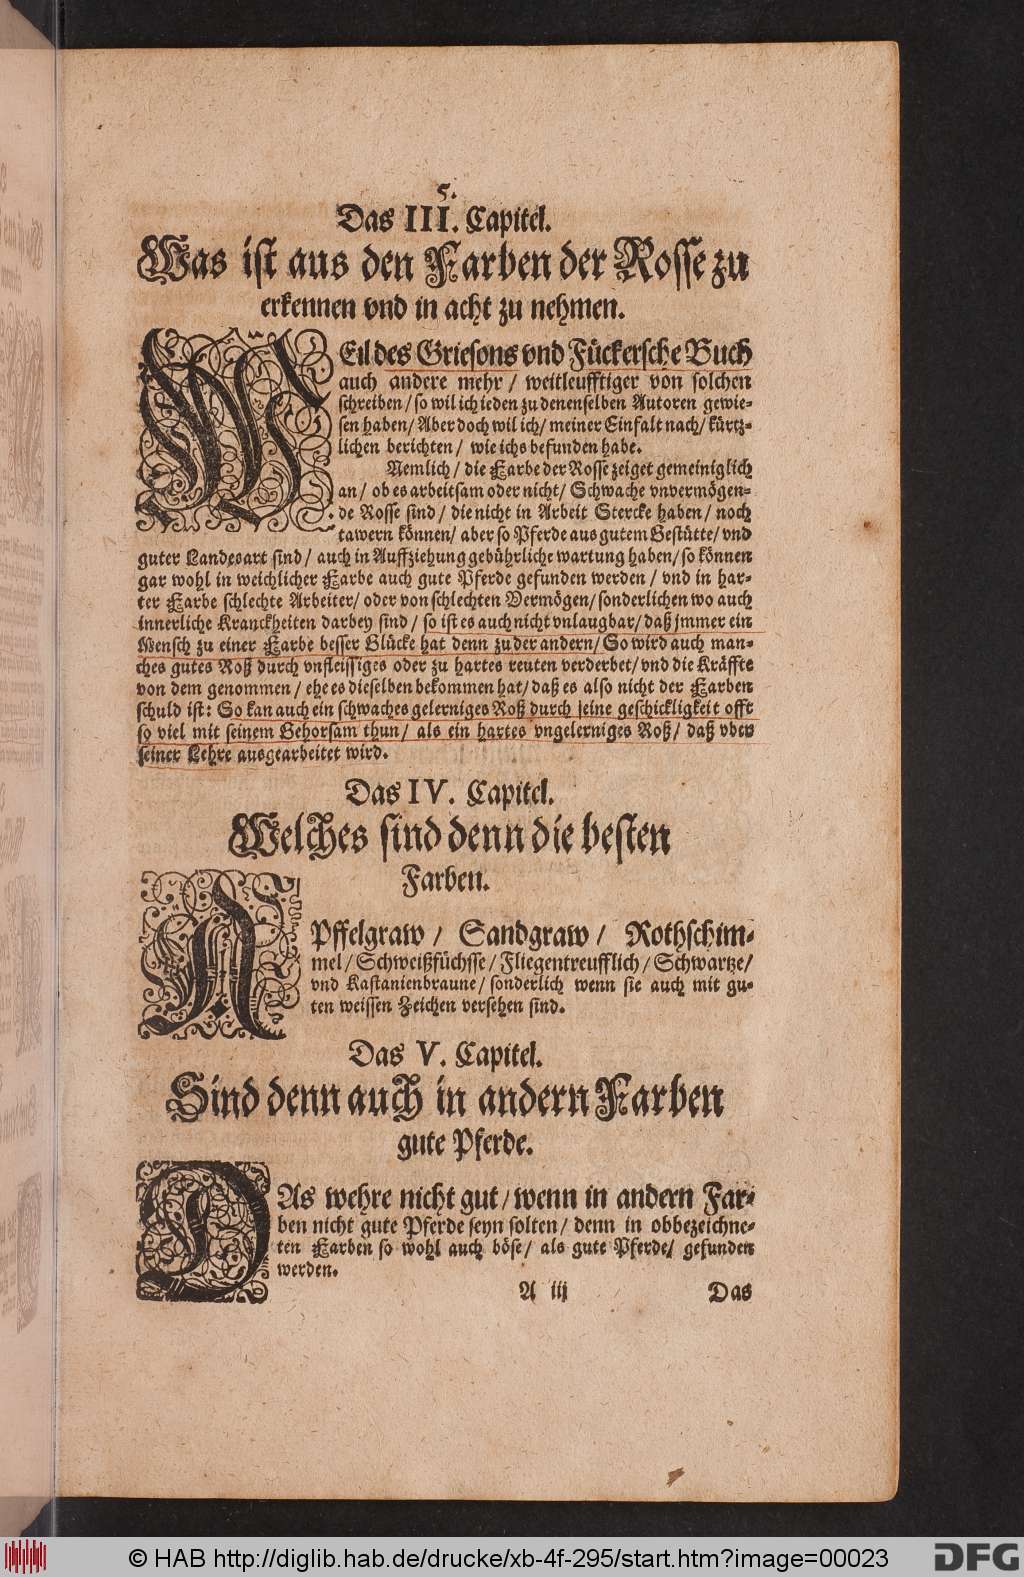 5.
Das III. Capitel.
Was ist aus den Farben der Rosse zu
erkennen vnd in acht zu nehmen.
WEil des Griesons vnd Fückersche Buch
auch andere mehr / weitleufftiger von solchen
schreiben / so wil ich ieden zu denenselben Autoren gewie-
sen haben / Aber doch wil ich / meiner Einfalt nach / kürtz-
lichen berichten / wie ichs befunden habe.
Nemlich / die Farbe der Rosse zeiget gemeiniglich
an / ob es arbeitsam oder nicht / Schwache vnvermögen-
de Rosse sind / die nicht in Arbeit Stercke haben / noch
tawern können / aber so Pferde aus gutem Gestütte / vnd
guter Landesart sind / auch in Auffziehung gebührliche wartung haben / so können
gar wohl in weichlicher Farbe auch gute Pferde gefunden werden / vnd in har-
ter Farbe schlechte Arbeiter / oder von schlechten Vermögen / sonderlichen wo auch
innerliche Kranckheiten darbey sind / so ist es auch nicht vnlaugbar / daß jmmer ein
Mensch zu einer Farbe besser Glücke hat denn zu der andern / So wird auch man-
ches gutes Roß durch vnfleissiges oder zu hartes reuten verderbet / vnd die Kräffte
von dem genommen / ehe es dieselben bekommen hat / daß es also nicht der Farben
schuld ist: So kan auch ein schwaches gelerniges Roß durch seine geschickligkeit offt
so viel mit seinem Gehorsam thun / als ein hartes vngelerniges Roß / daß vber
seiner Lehre ausgearbeitet wird.
Das IV. Capitel.
Welches sind denn die besten
Farben.
APffelgraw / Sandgraw / Rothschim-
mel / Schweißfüchsse / Fliegentreufflich / Schwartze /
vnd Kastanienbraune / sonderlich wenn sie auch mit gu-
ten weissen Zeichen versehen sind.
Das V. Capitel.
Sind denn auch in andern Farben
gute Pferde.
DAs wehre nicht gut / wenn in andern Far-
ben nicht gute Pferde seyn solten / denn in obbezeichne-
ten Farben so wohl auch böse / als gute Pferde / gefunden
werden.
A iij Das
© HAB http://diglib.hab.de/drucke/xb-4f-295/start.htm?image=00023
DFG